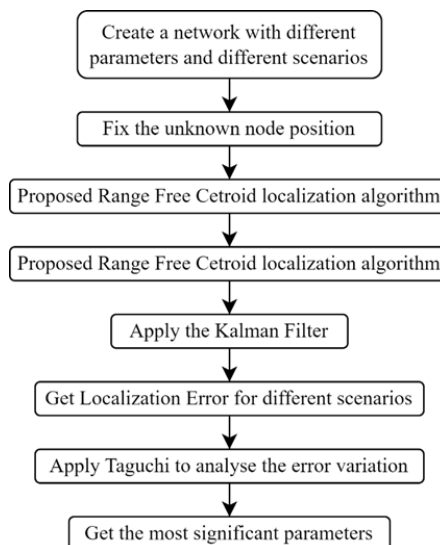 Create a network with different
parameters and different scenarios
Fix the unknown node position
Proposed Range Free Cetroid localization algorithm
Proposed Range Free Cetroid localization algorithm
Apply the Kalman Filter
Get Localization Error for different scenarios
Apply Taguchi to analyse the error variation
Get the most significant parameters